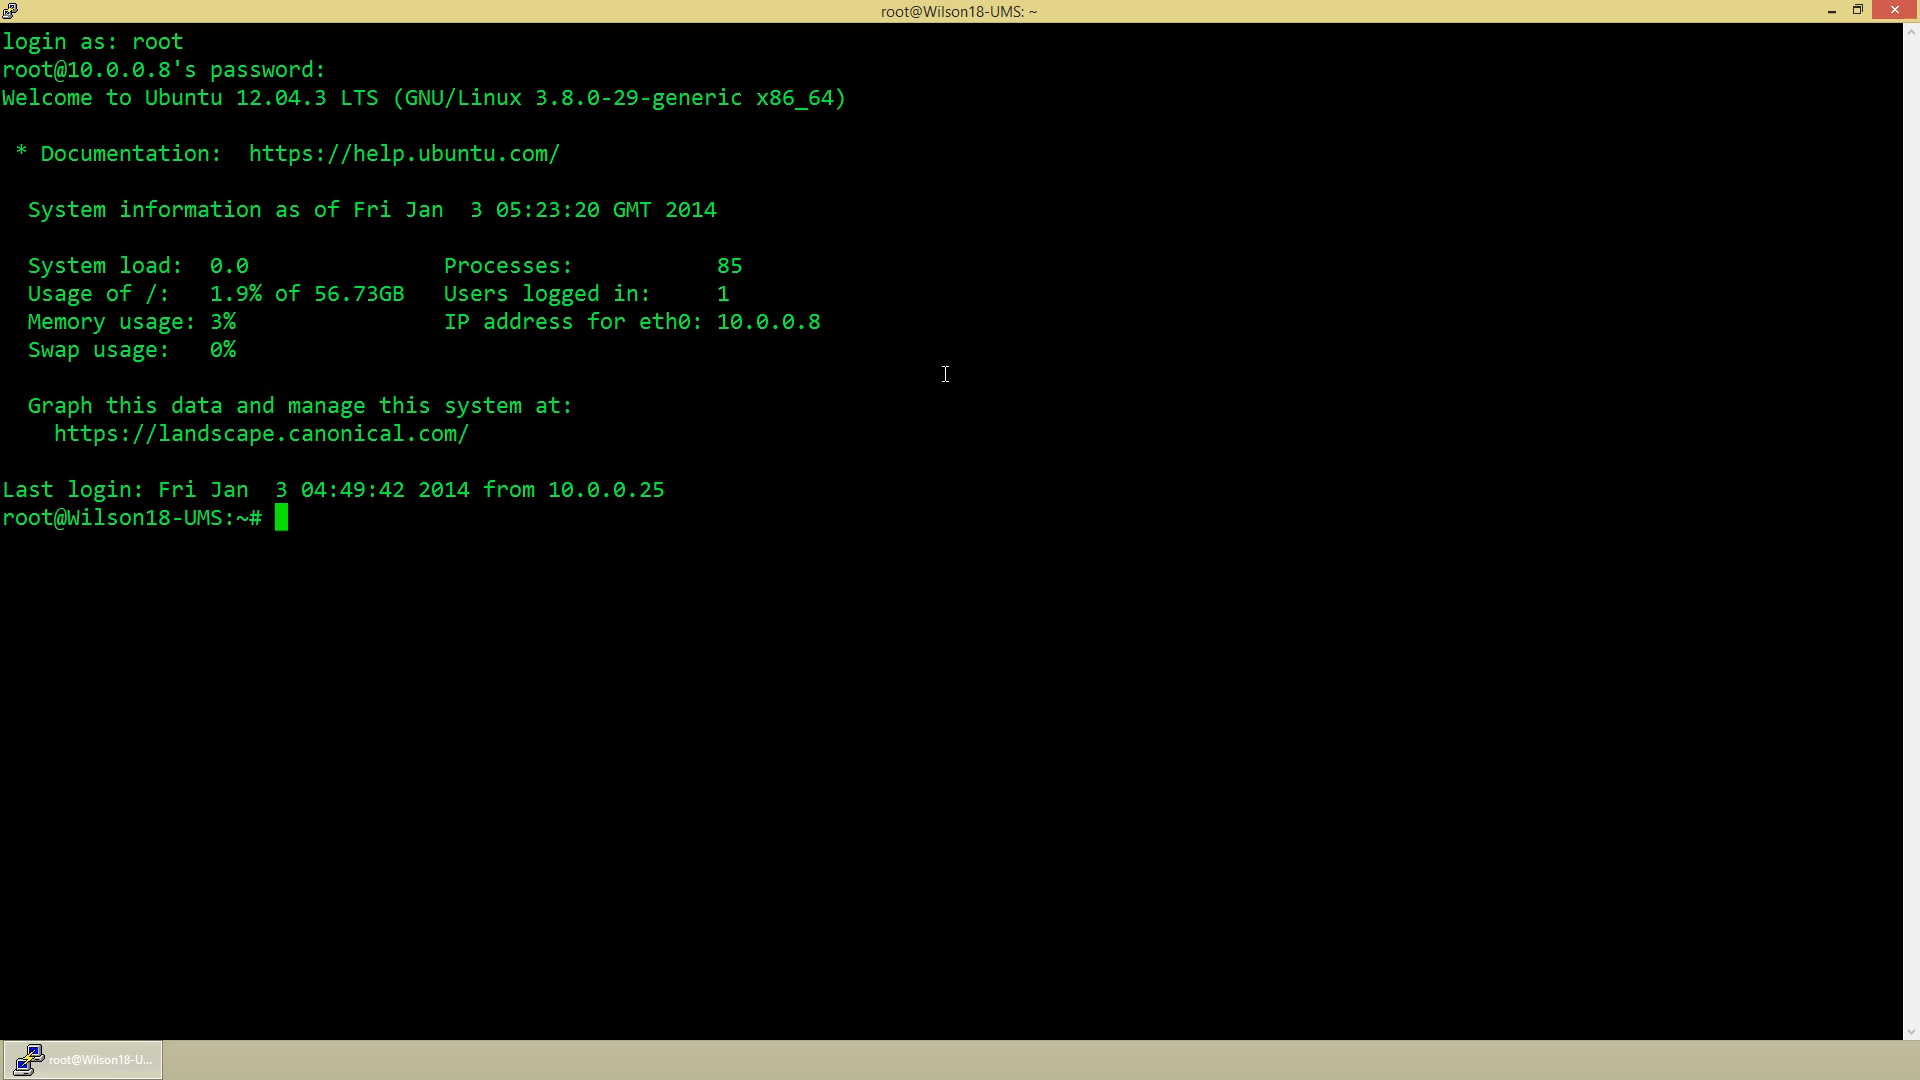 root@Wilson18-UMS: ~
login as: root
root@10.0.0.8's password:
Welcome to Ubuntu 12.04.3 LTS (GNU/Linux 3.8.0-29-generic x86_64)
* Documentation:  https://help.ubuntu.com/
System information as of Fri Jan  3 05:23:20 GMT 2014
System load:  0.0               Processes:           85
Usage of /:   1.9% of 56.73GB   Users logged in:     1
Memory usage: 3%                IP address for eth0: 10.0.0.8
Swap usage:   0%
Graph this data and manage this system at:
https://landscape.canonical.com/
Last login: Fri Jan  3 04:49:42 2014 from 10.0.0.25
root@Wilson18-UMS:~#
root@Wilson18-U...